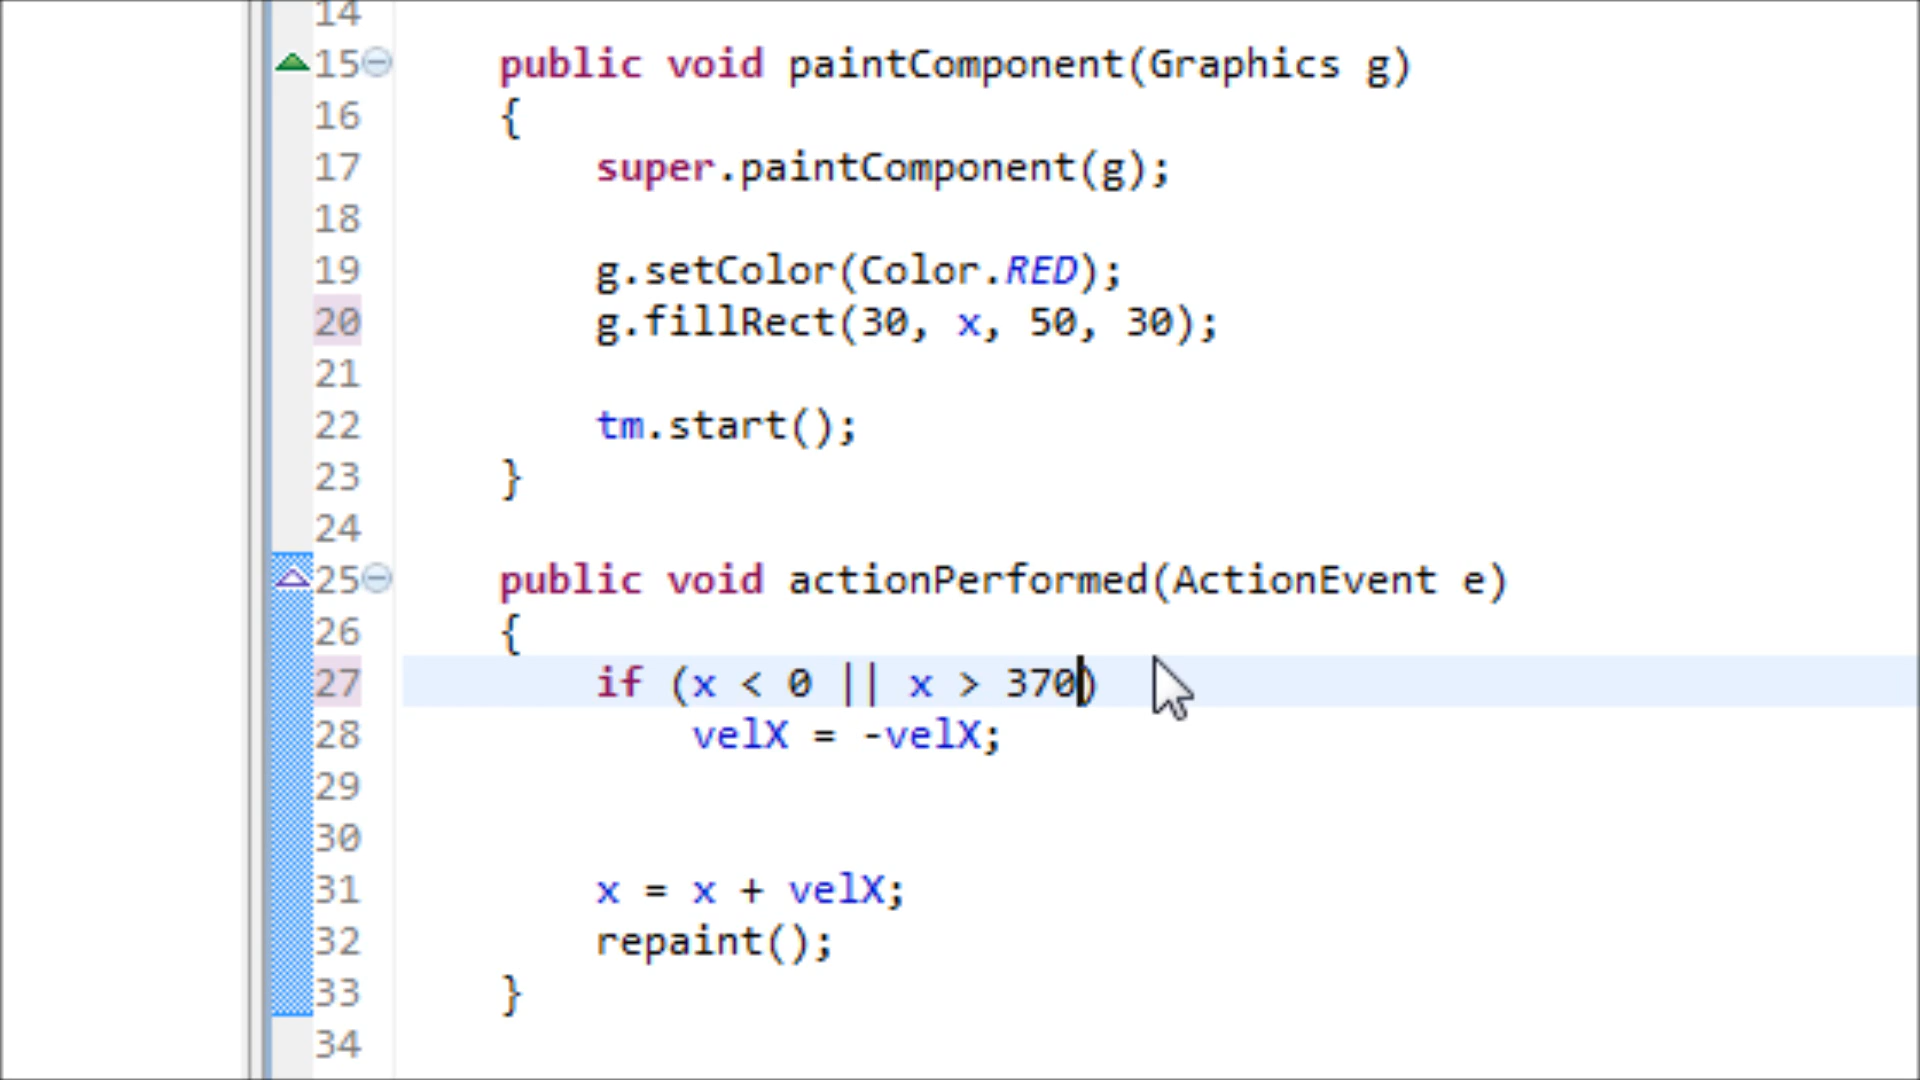 14
15 public void paintComponent(Graphics g)
16 {
17 super.paintComponent(g);
18
19 g.setColor(Color.RED);
20 g.fillRect(30, x, 50, 30);
21
22 tm.start();
23 }
24
25 public void actionPerformed(ActionEvent e)
26 {
27 if (x < 0 || x > 370)
28 velX = -velX;
29
30
31 x = x + velX;
32 repaint();
33 }
34